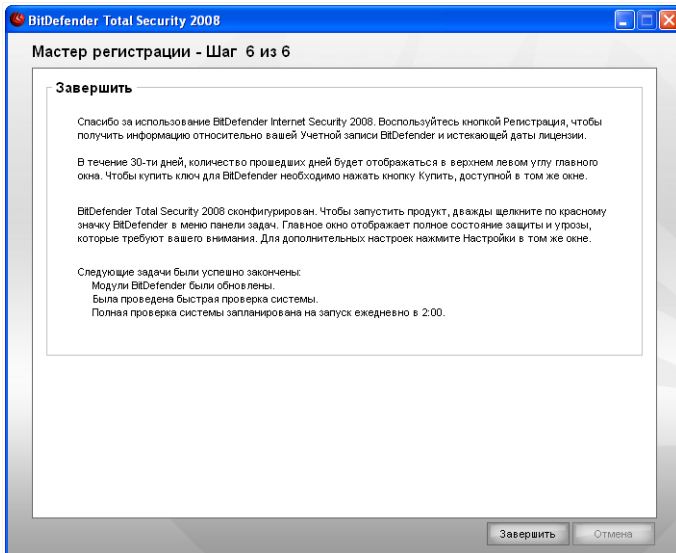 BitDefender Total Security 2008
Мастер регистрации - Шаг 6 из 6
Завершить
Спасибо за использование BitDefender Internet Security 2008. Воспользуйтесь кнопкой Регистрация, чтобы
получить информацию относительно вашей Учетной записи BitDefender и истекающей даты лицензии.
В течение 30-ти дней, количество прошедших дней будет отображаться в верхнем левом углу главного
окна. Чтобы купить ключ для BitDefender необходимо нажать кнопку Купить, доступной в том же окне.
BitDefender Total Security 2008 сконфигурирован. Чтобы запустить продукт, дважды щелкните по красному
значку BitDefender в меню панели задач. Главное окно отображает полное состояние защиты и угрозы,
которые требуют вашего внимания. Для дополнительных настроек нажмите Настройки в том же окне.
Следующие задачи были успешно закончены:
Модули BitDefender были обновлены.
Была проведена быстрая проверка системы.
Полная проверка системы запланирована на запуск ежедневно в 2:00.
Завершить
Отмена